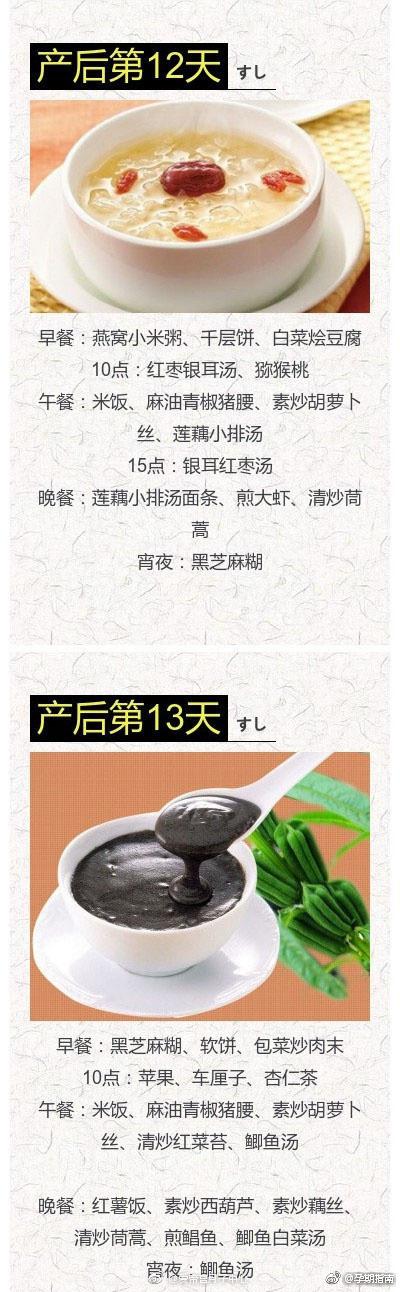 产后第12天 すし
早餐：燕窝小米粥、千层饼、白菜烩豆腐
10点：红枣银耳汤、猕猴桃
午餐：米饭、麻油青椒猪腰、素炒胡萝卜
丝、莲藕小排汤
15点：银耳红枣汤
晚餐：莲藕小排汤面条、煎大虾、清炒茼
蒿
宵夜：黑芝麻糊
产后第13天 すし
早餐：黑芝麻糊、软饼、包菜炒肉末
10点：苹果、车厘子、杏仁茶
午餐：米饭、麻油青椒猪腰、素炒胡萝卜
丝、清炒红菜苔、鲫鱼汤
晚餐：红薯饭、素炒西葫芦、素炒藕丝、
清炒茼蒿、煎鲳鱼、鲫鱼白菜汤
宵夜：鲫鱼汤
@孕期指南